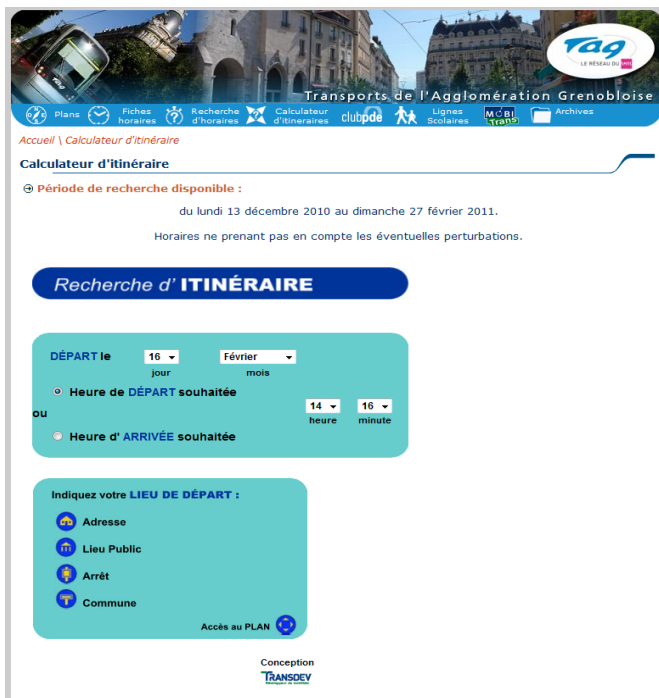 Tag
LE RÉSEAU DU SMTC
Transports de l'Agglomération Grenobloise
Plans
Fiches horaires
Recherche d'horaires
Calculateur d'itineraires
clubpde
Lignes Scolaires
MOBI Trans
Archives
Accueil \ Calculateur d'itinéraire
Calculateur d'itinéraire
Période de recherche disponible :
du lundi 13 décembre 2010 au dimanche 27 février 2011.
Horaires ne prenant pas en compte les éventuelles perturbations.
Recherche d' ITINÉRAIRE
DÉPART le 16 Février
jour mois
Heure de DÉPART souhaitée
ou
14 16
heure minute
Heure d' ARRIVÉE souhaitée
Indiquez votre LIEU DE DÉPART :
Adresse
Lieu Public
Arrêt
Commune
Accès au PLAN
Conception
TRANSDEV